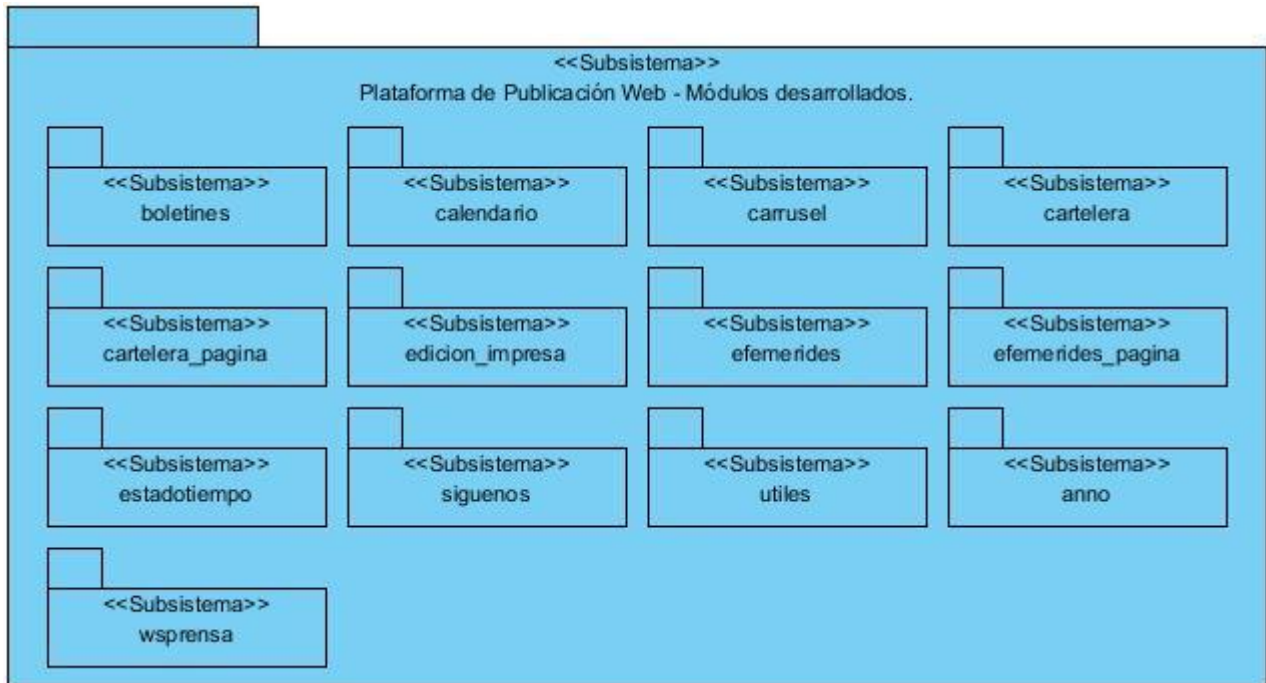 <<Subsistema>>
Plataforma de Publicación Web - Módulos desarrollados.
<<Subsistema>> <<Subsistema>> <<Subsistema>> <<Subsistema>>
boletines calendario carrusel cartelera
<<Subsistema>> <<Subsistema>> <<Subsistema>> <<Subsistema>>
cartelera_pagina edicion_impresa efemerides efemerides_pagina
<<Subsistema>> <<Subsistema>> <<Subsistema>> <<Subsistema>>
estadotiempo siguenos utiles anno
<<Subsistema>>
wsprensa